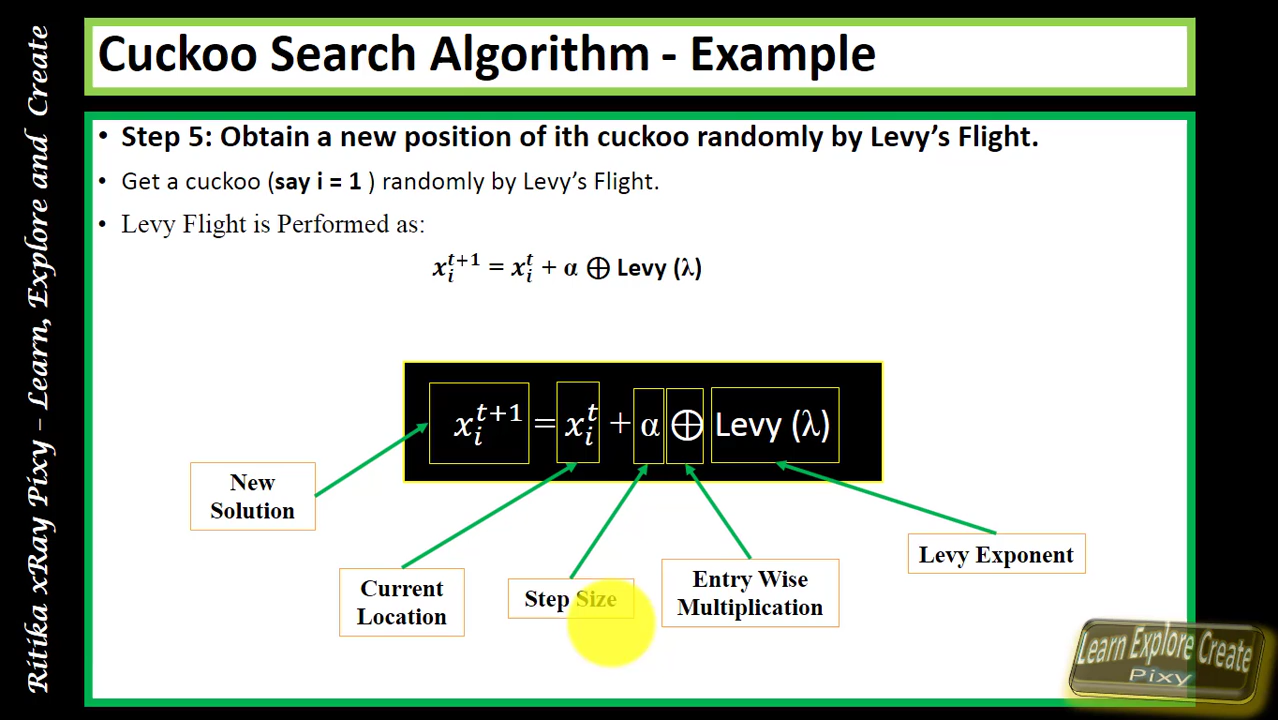 Cuckoo Search Algorithm - Example
• Step 5: Obtain a new position of ith cuckoo randomly by Levy's Flight.
• Get a cuckoo (say i = 1 ) randomly by Levy's Flight.
• Levy Flight is Performed as:
x_i^{t+1} = x_i^t + α ⊕ Levy (λ)
x_i^{t+1} = x_i^t + α ⊕ Levy (λ)
New
Solution
Current
Location
Step Size
Entry Wise
Multiplication
Levy Exponent
Ritika xRay Pixy – Learn, Explore and Create
Learn Explore Create
Pixy